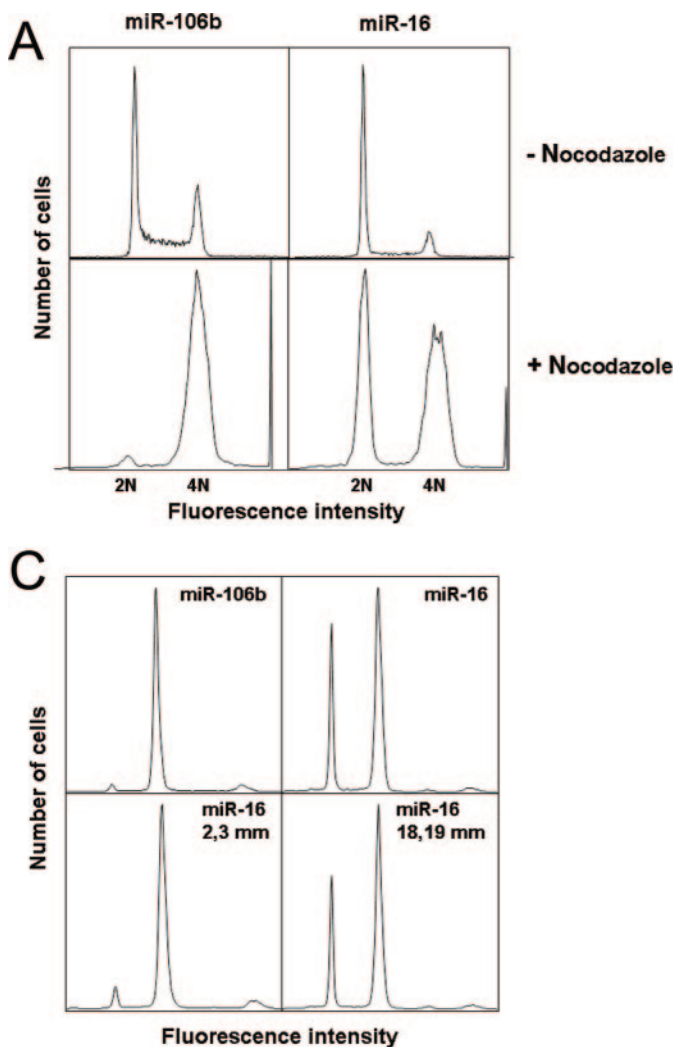 A
miR-106b miR-16
Number of cells
- Nocodazole
+ Nocodazole
2N 4N 2N 4N
Fluorescence intensity
C
miR-106b miR-16
Number of cells
miR-16 miR-16
2,3 mm 18,19 mm
Fluorescence intensity